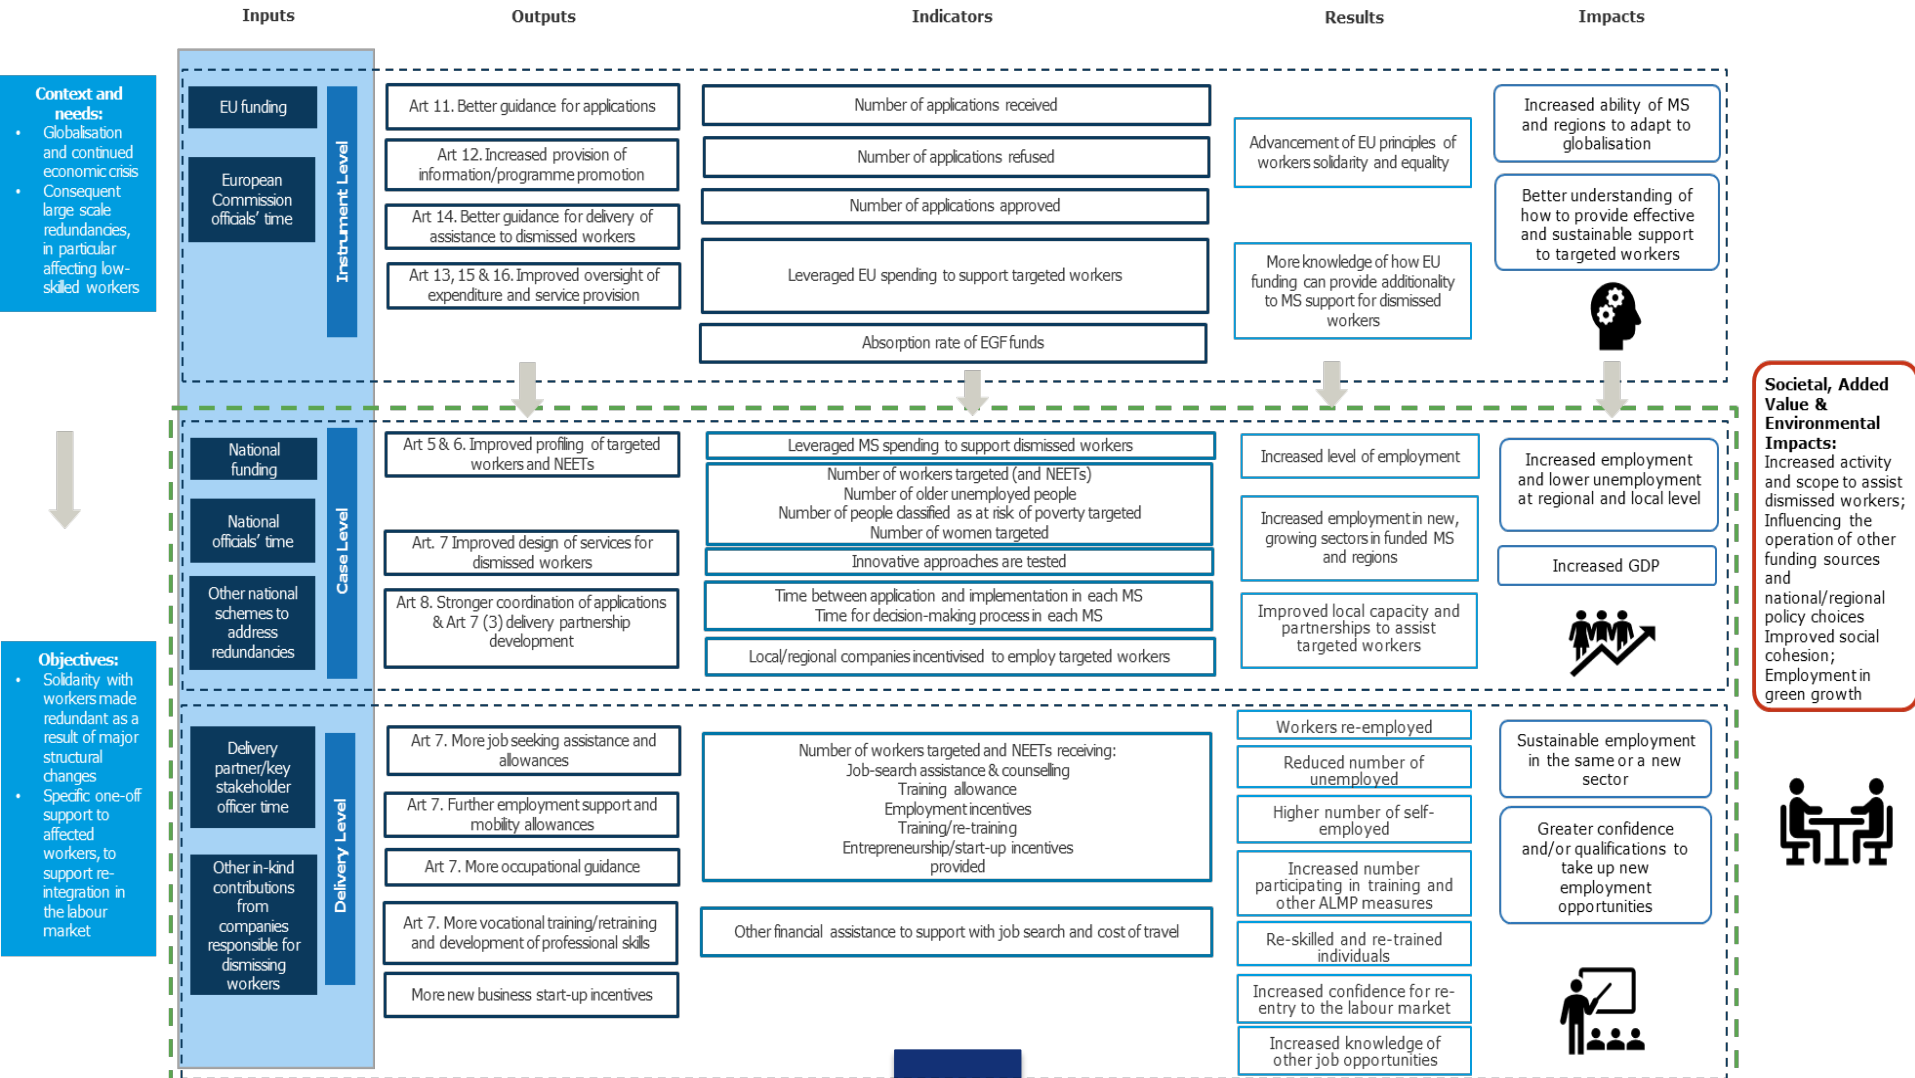 Inputs
Outputs
Indicators
Results
Impacts
Context and
needs:
• Globalisation
and continued
economic crisis
• Consequent
large scale
redundancies,
in particular
affecting low-
skilled workers
Objectives:
• Solidarity with
workers made
redundant as a
result of major
structural
changes
• Specific one-off
support to
affected
workers, to
support re-
integration in
the labour
market
Instrument Level
EU funding
European
Commission
officials' time
Art 11. Better guidance for applications
Art 12. Increased provision of
information/programme promotion
Art 14. Better guidance for delivery of
assistance to dismissed workers
Art 13, 15 & 16. Improved oversight of
expenditure and service provision
Number of applications received
Number of applications refused
Number of applications approved
Leveraged EU spending to support targeted workers
Absorption rate of EGF funds
Advancement of EU principles of
workers solidarity and equality
More knowledge of how EU
funding can provide additionality
to MS support for dismissed
workers
Increased ability of MS
and regions to adapt to
globalisation
Better understanding of
how to provide effective
and sustainable support
to targeted workers
Case Level
National
funding
National
officials' time
Other national
schemes to
address
redundancies
Art 5 & 6. Improved profiling of targeted
workers and NEETs
Art. 7 Improved design of services for
dismissed workers
Art 8. Stronger coordination of applications
& Art 7 (3) delivery partnership
development
Leveraged MS spending to support dismissed workers
Number of workers targeted (and NEETs)
Number of older unemployed people
Number of people classified as at risk of poverty targeted
Number of women targeted
Innovative approaches are tested
Time between application and implementation in each MS
Time for decision-making process in each MS
Local/regional companies incentivised to employ targeted workers
Increased level of employment
Increased employment in new,
growing sectors in funded MS
and regions
Improved local capacity and
partnerships to assist
targeted workers
Increased employment
and lower unemployment
at regional and local level
Increased GDP
Delivery Level
Delivery
partner/key
stakeholder
officer time
Other in-kind
contributions
from
companies
responsible for
dismissing
workers
Art 7. More job seeking assistance and
allowances
Art 7. Further employment support and
mobility allowances
Art 7. More occupational guidance
Art 7. More vocational training/retraining
and development of professional skills
More new business start-up incentives
Number of workers targeted and NEETs receiving:
Job-search assistance & counselling
Training allowance
Employment incentives
Training/re-training
Entrepreneurship/start-up incentives
provided
Other financial assistance to support with job search and cost of travel
Workers re-employed
Reduced number of
unemployed
Higher number of self-
employed
Increased number
participating in training and
other ALMP measures
Re-skilled and re-trained
individuals
Increased confidence for re-
entry to the labour market
Increased knowledge of
other job opportunities
Sustainable employment
in the same or a new
sector
Greater confidence
and/or qualifications to
take up new
employment
opportunities
Societal, Added
Value &
Environmental
Impacts:
Increased activity
and scope to assist
dismissed workers;
Influencing the
operation of other
funding sources
and
national/regional
policy choices
Improved social
cohesion;
Employment in
green growth